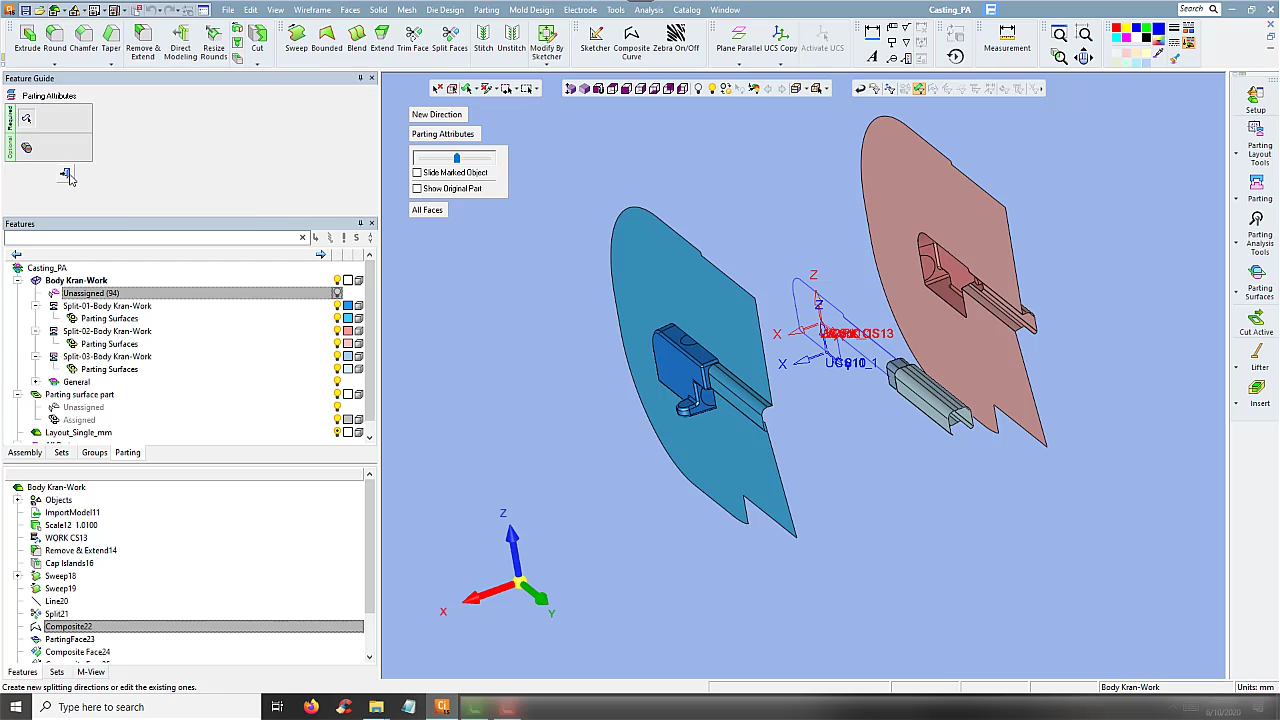 File Edit View Wireframe Faces Solid Mesh Die Design Parting Mold Design Electrode Tools Analysis Catalog Window
Casting_PA
Search
Extrude Round Chamfer Taper
Remove & Extend
Direct Modeling
Resize Rounds
Cut
Sweep Bounded Blend Extend
Stitch Unstitch
Modify By Sketcher
Sketcher
Composite Curve
Zebra On/Off
Plane-Parallel
UCS Copy
Activate UCS
Measurement
Feature Guide
Parting Attributes
Required
Optional
Features
Casting_PA
Body Kran-Work
Unassigned (94)
Split-01-Body Kran-Work
Parting Surfaces
Split-02-Body Kran-Work
Parting Surfaces
Split-03-Body Kran-Work
Parting Surfaces
General
Parting surface part
Unassigned
Assigned
Layout_Single_mm
Assembly Sets Groups Parting
Body Kran-Work
Objects
ImportModel11
Scale12 1.0100
WORK CS13
Remove & Extend14
Cap Islands16
Sweep18
Sweep19
Line20
Split21
Composite22
PartingFace23
Composite Face24
Features Sets M-View
New Direction
Parting Attributes
Slide Marked Object
Show Original Part
All Faces
Z
Z
X
X
Z
X
Y
Setup
Parting Layout Tools
Parting
Parting Analysis Tools
Parting Surfaces
Cut Active
Lifter
Insert
Create new splitting directions or edit the existing ones.
Body Kran-Work
Units: mm
Type here to search
6/10/2020